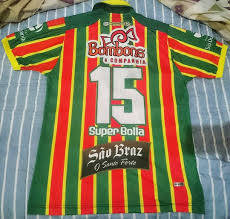 Bombons
& COMPANHIA
15
Super Bolla
São Braz
O Santo Forte